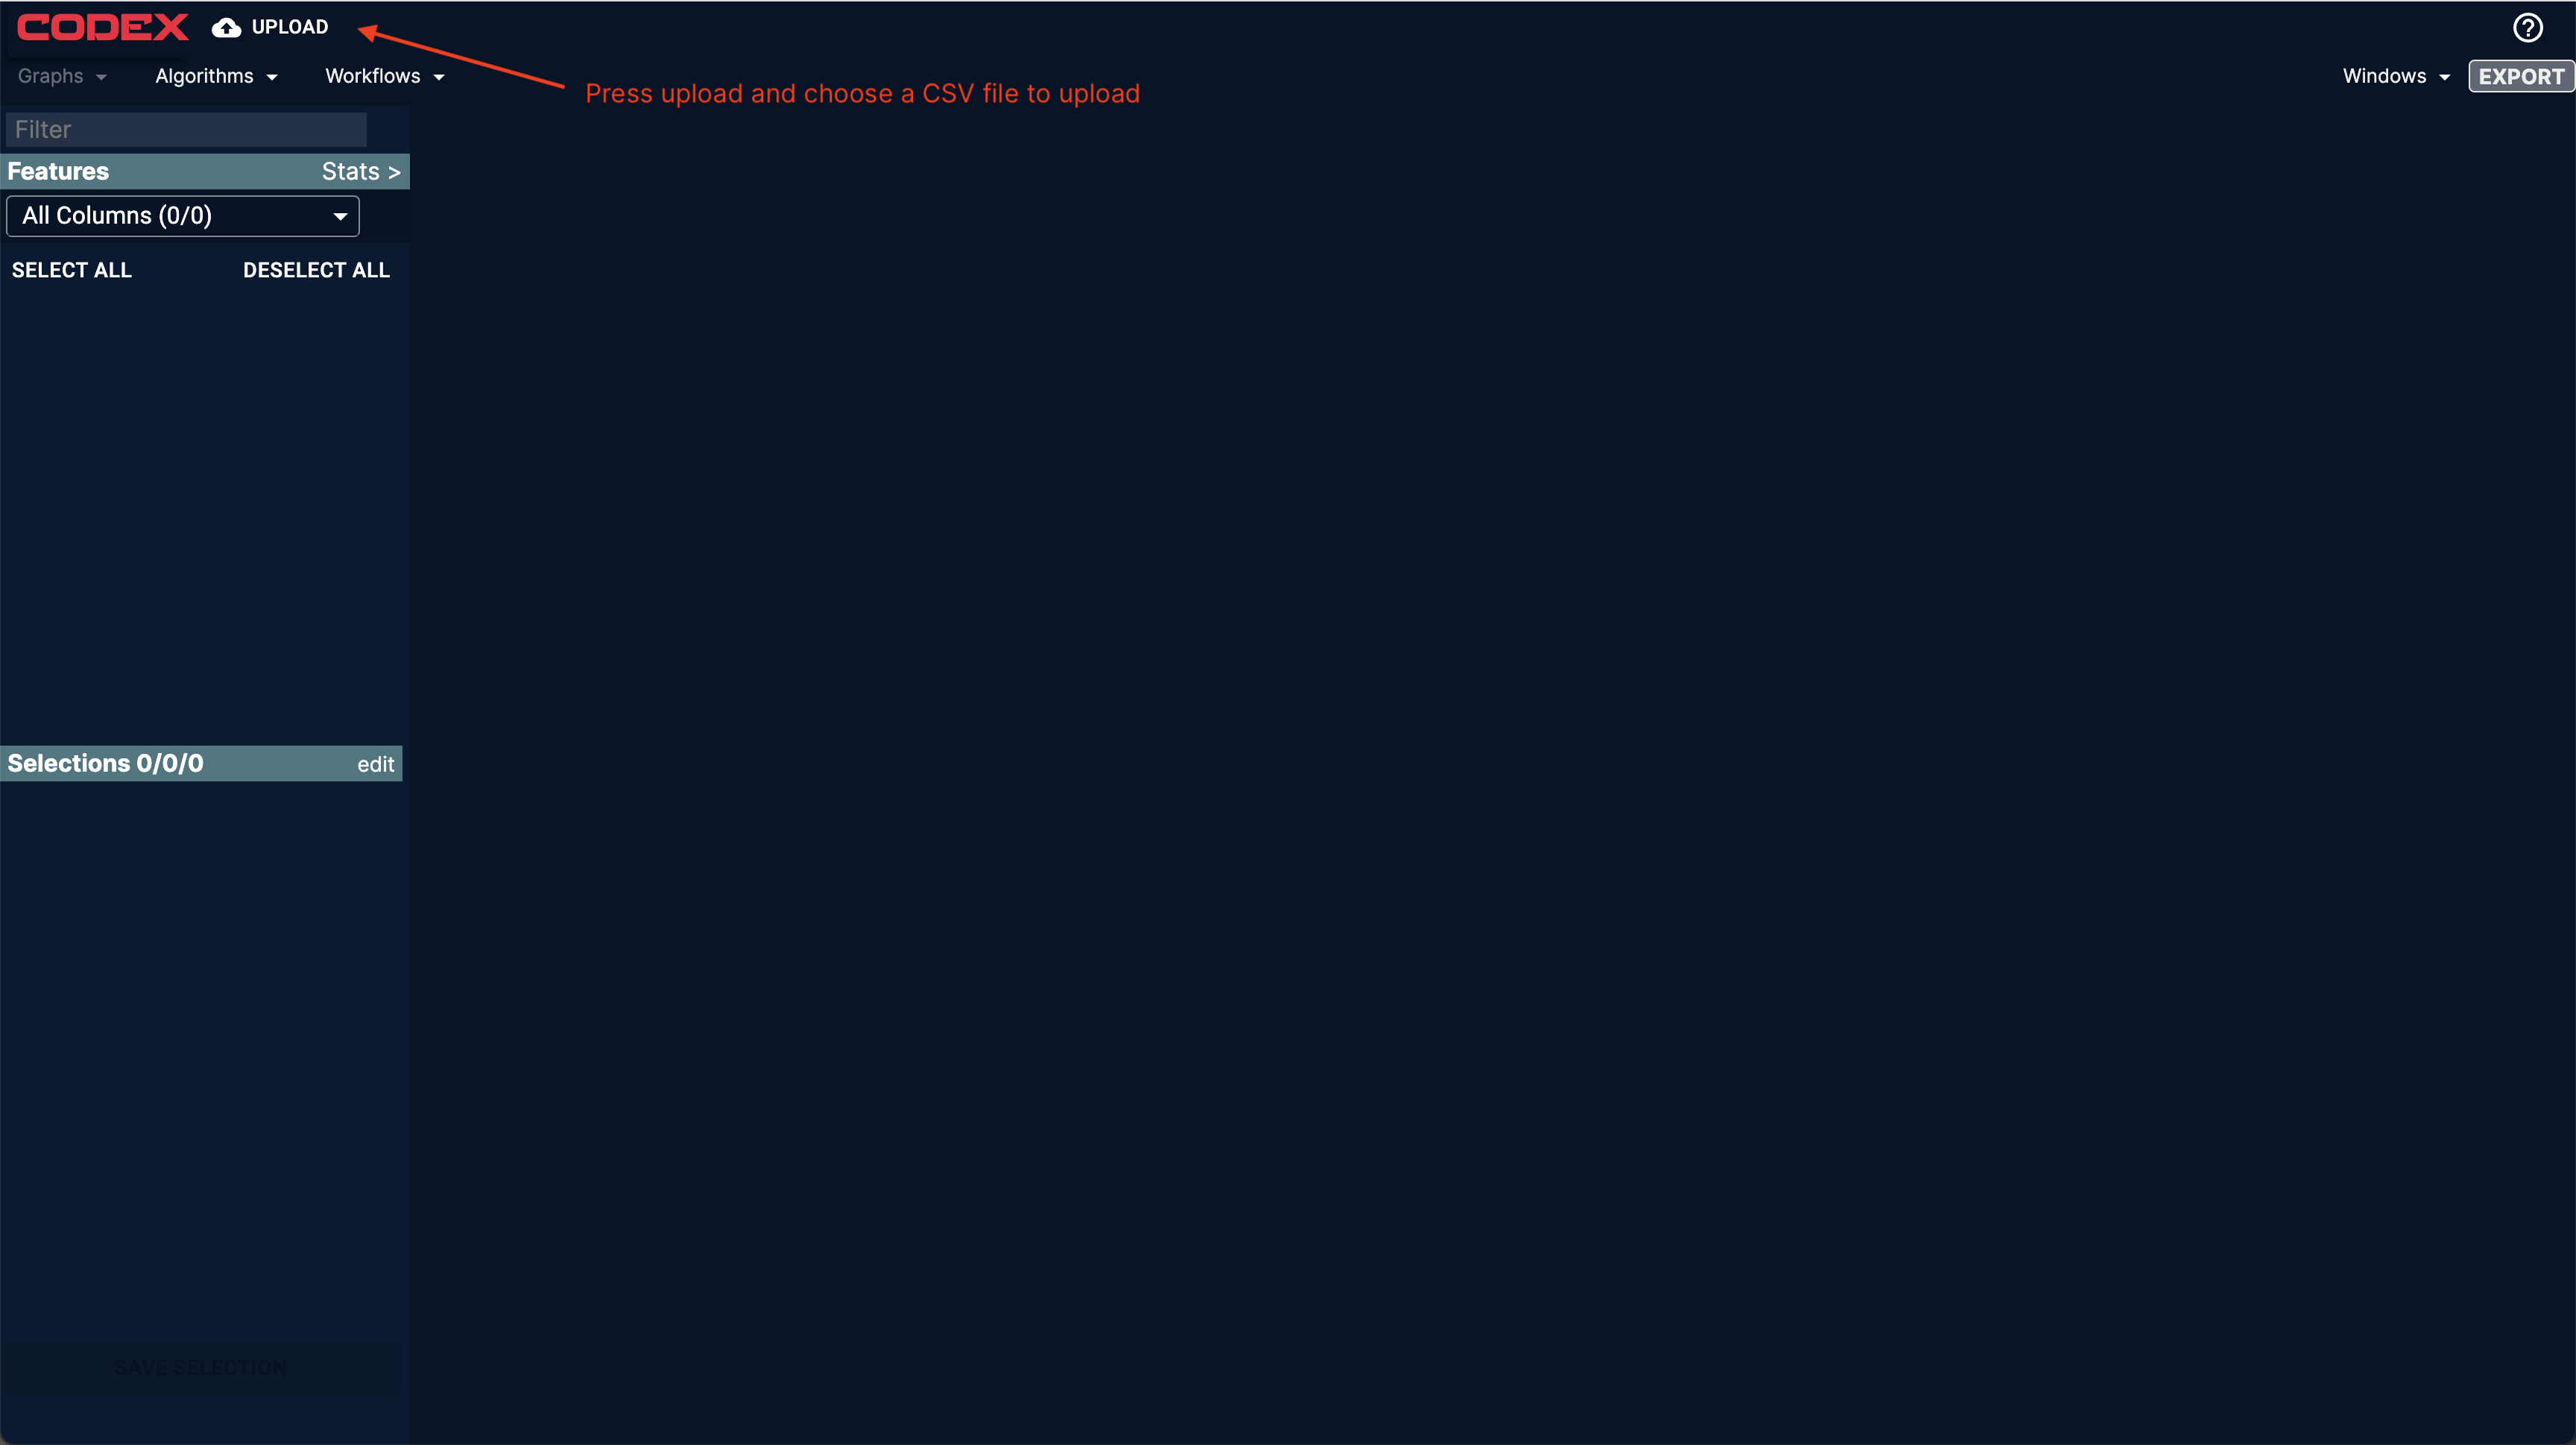 CODEX UPLOAD
Graphs Algorithms Workflows Windows EXPORT
Press upload and choose a CSV file to upload
Filter
Features Stats >
All Columns (0/0)
SELECT ALL DESELECT ALL
Selections 0/0/0 edit
SAVE SELECTION